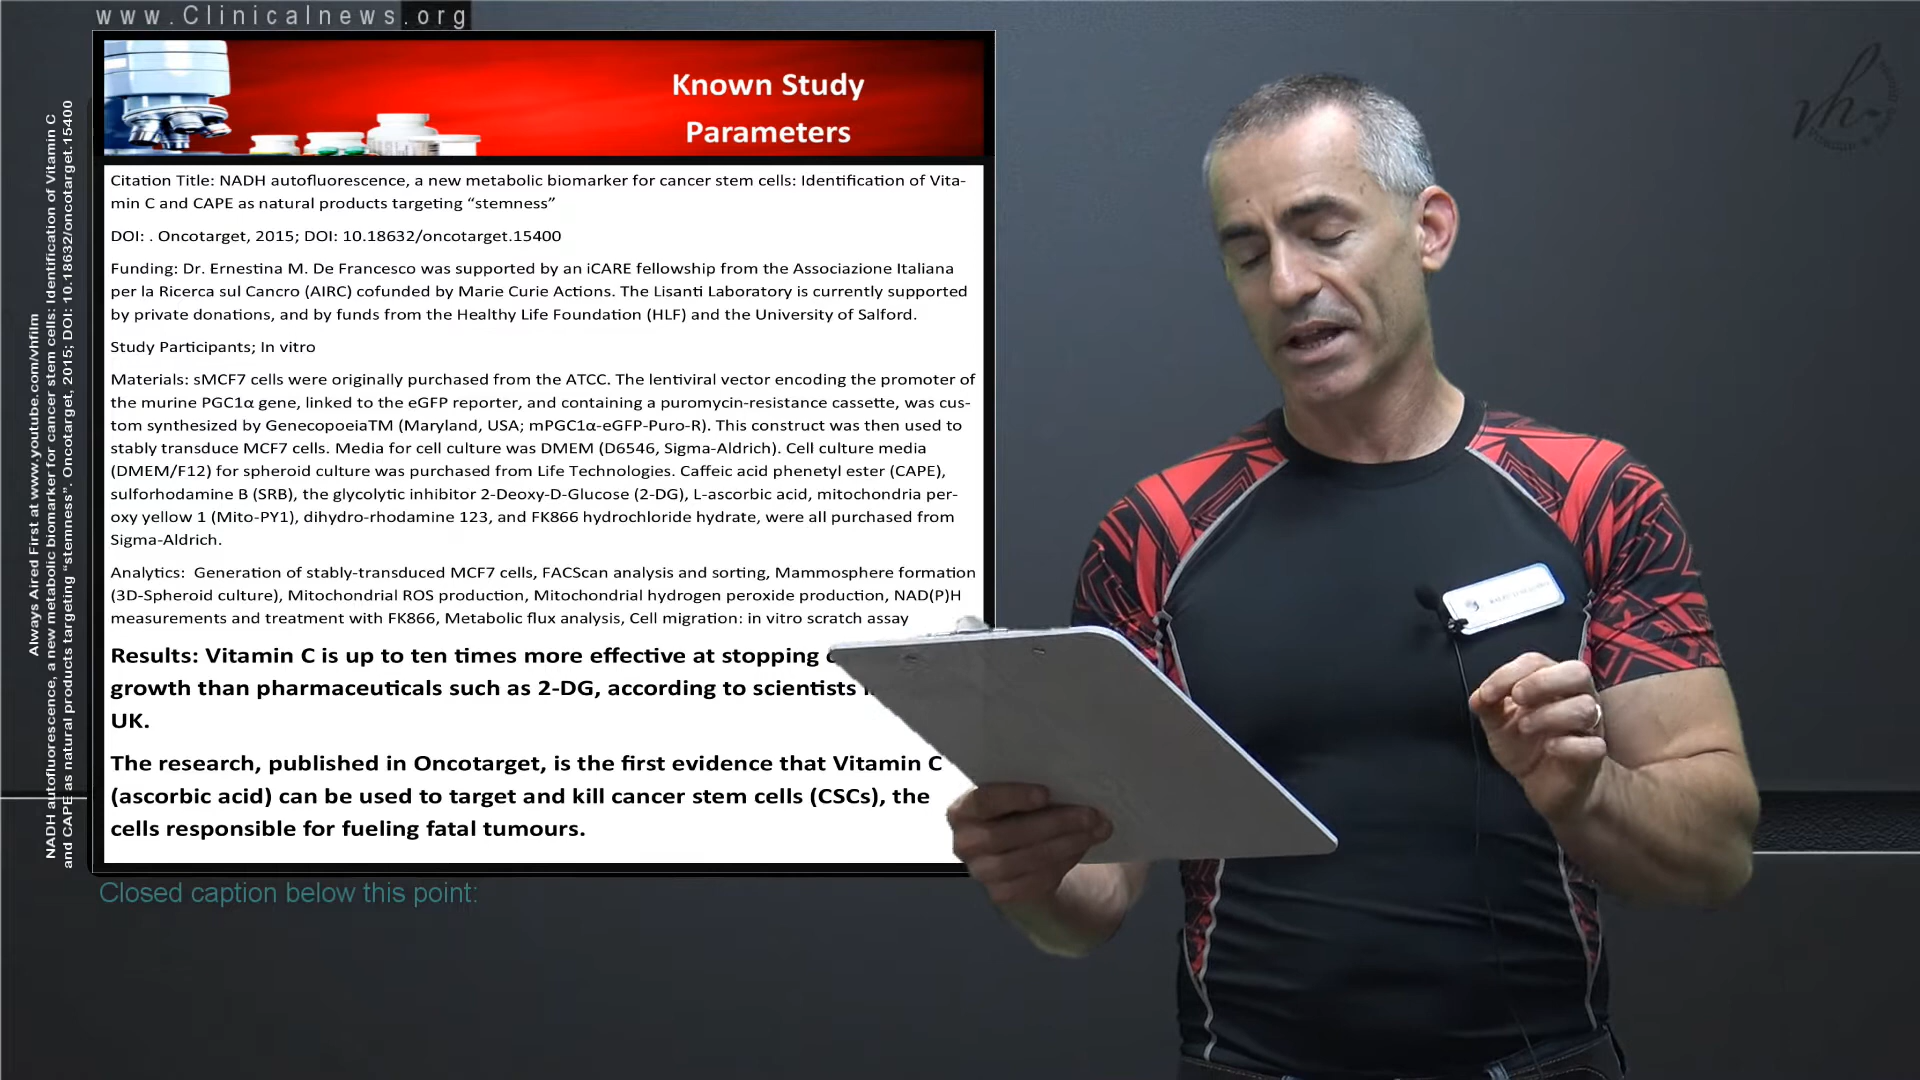 www.Clinicalnews.org
Known Study
Parameters
Citation Title: NADH autofluorescence, a new metabolic biomarker for cancer stem cells: Identification of Vita-
min C and CAPE as natural products targeting “stemness”
DOI: . Oncotarget, 2015; DOI: 10.18632/oncotarget.15400
Funding: Dr. Ernestina M. De Francesco was supported by an iCARE fellowship from the Associazione Italiana
per la Ricerca sul Cancro (AIRC) cofunded by Marie Curie Actions. The Lisanti Laboratory is currently supported
by private donations, and by funds from the Healthy Life Foundation (HLF) and the University of Salford.
Study Participants; In vitro
Materials: sMCF7 cells were originally purchased from the ATCC. The lentiviral vector encoding the promoter of
the murine PGC1α gene, linked to the eGFP reporter, and containing a puromycin-resistance cassette, was cus-
tom synthesized by GenecopoeiaTM (Maryland, USA; mPGC1α-eGFP-Puro-R). This construct was then used to
stably transduce MCF7 cells. Media for cell culture was DMEM (D6546, Sigma-Aldrich). Cell culture media
(DMEM/F12) for spheroid culture was purchased from Life Technologies. Caffeic acid phenetyl ester (CAPE),
sulforhodamine B (SRB), the glycolytic inhibitor 2-Deoxy-D-Glucose (2-DG), L-ascorbic acid, mitochondria per-
oxy yellow 1 (Mito-PY1), dihydro-rhodamine 123, and FK866 hydrochloride hydrate, were all purchased from
Sigma-Aldrich.
Analytics: Generation of stably-transduced MCF7 cells, FACScan analysis and sorting, Mammosphere formation
(3D-Spheroid culture), Mitochondrial ROS production, Mitochondrial hydrogen peroxide production, NAD(P)H
measurements and treatment with FK866, Metabolic flux analysis, Cell migration: in vitro scratch assay
Results: Vitamin C is up to ten times more effective at stopping
growth than pharmaceuticals such as 2-DG, according to scientists
UK.
The research, published in Oncotarget, is the first evidence that Vitamin C
(ascorbic acid) can be used to target and kill cancer stem cells (CSCs), the
cells responsible for fueling fatal tumours.
Closed caption below this point:
Always Aired First at www.youtube.com/vhfilm
NADH autofluorescence, a new metabolic biomarker for cancer stem cells: Identification of Vitamin C
and CAPE as natural products targeting “stemness”. Oncotarget, 2015; DOI: 10.18632/oncotarget.15400
vh